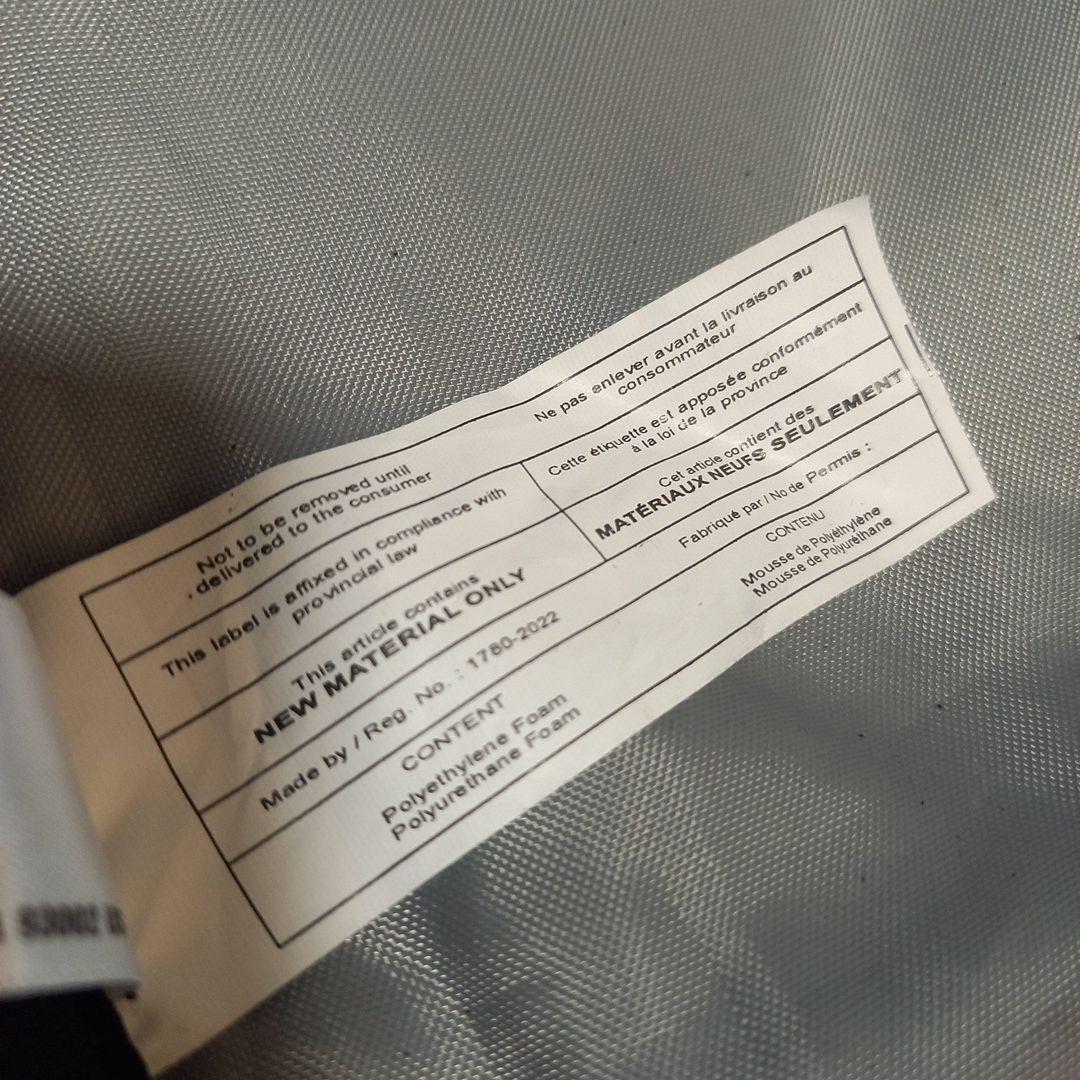 Not to be removed until
delivered to the consumer
Ne pas enlever avant la livraison au
consommateur
This label is affixed in compliance with
provincial law
Cette étiquette est apposée conformément
à la loi de la province
This article contains
NEW MATERIAL ONLY
Cet article contient des
MATÉRIAUX NEUFS SEULEMENT
Made by / Reg. No. : 1780-2022
Fabriqué par / No de Permis :
CONTENT
Polyethylene Foam
Polyurethane Foam
CONTENU
Mousse de Polyéthylène
Mousse de Polyuréthane